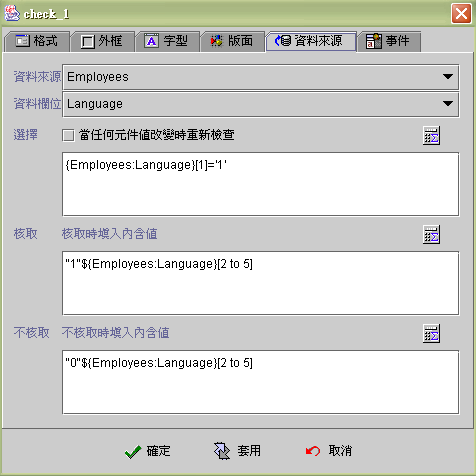 check_1
格式 外框 字型 版面 資料來源 事件
資料來源 Employees
資料欄位 Language
選擇 當任何元件值改變時重新檢查
{Employees:Language}[1]='1'
核取 核取時填入內含值
"1"${Employees:Language}[2 to 5]
不核取 不核取時填入內含值
"0"${Employees:Language}[2 to 5]
確定 套用 取消